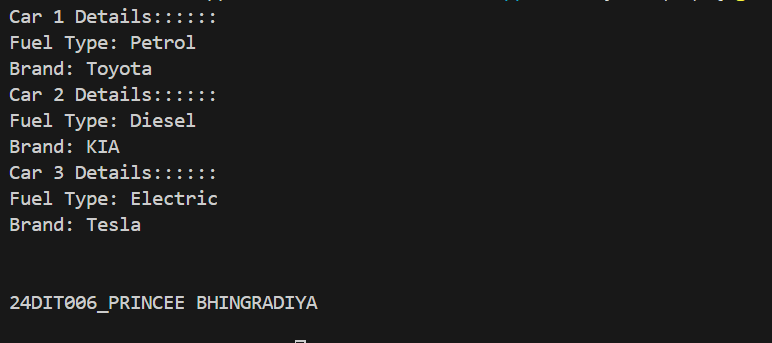 Car 1 Details::::::
Fuel Type: Petrol
Brand: Toyota
Car 2 Details::::::
Fuel Type: Diesel
Brand: KIA
Car 3 Details::::::
Fuel Type: Electric
Brand: Tesla
24DIT006_PRINCEE BHINGRADIYA